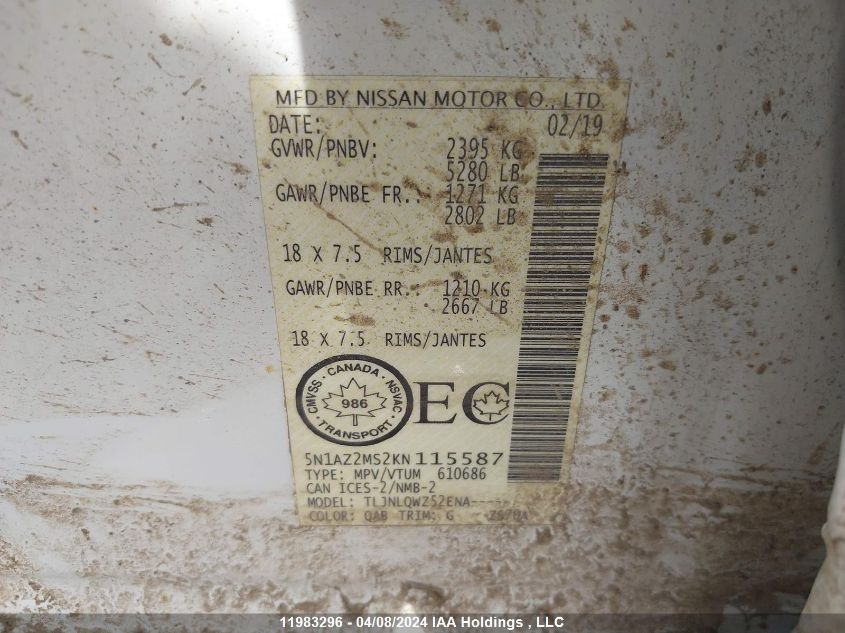 MFD BY NISSAN MOTOR CO., LTD.
DATE: 02/19
GVWR/PNBV: 2395 KG
5280 LB
GAWR/PNBE FR.: 1271 KG
2802 LB
18 X 7.5 RIMS/JANTES
GAWR/PNBE RR.: 1210 KG
2667 LB
18 X 7.5 RIMS/JANTES
CMVSS · CANADA · NSVAC
986
· TRANSPORT ·
EC
5N1AZ2MS2KN115587
TYPE: MPV/VTUM 610686
CAN ICES-2/NMB-2
MODEL: TLJNLQWZ52ENA-----
COLOR: QAB TRIM: G
11983296 - 04/08/2024 IAA Holdings , LLC